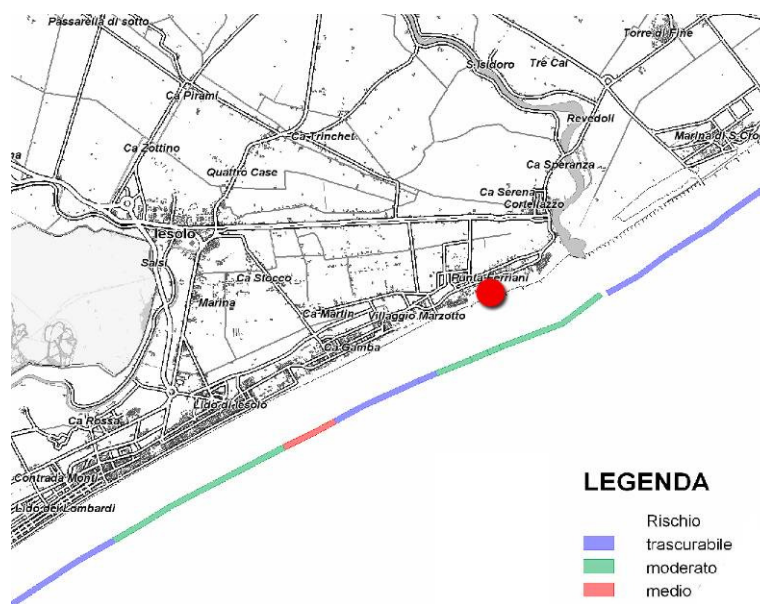 Passarella di sotto
Torre di Fine
S Isidoro
Tre Cai
Ca Pirami
Revedoli
Ca Trinchet
Marina di S Cro
Ca Zottino
Ca Speranza
Quattro Case
Ca Serena
Cortellazzo
Iesolo
Salsi
Ca Stocco
Marina
Ca Martin
Villaggio Marzotto
Ca Gamba
Lido di Iesolo
Ca Rossa
Contrada Monti
Lido dei Lombardi
LEGENDA
Rischio
trascurabile
moderato
medio